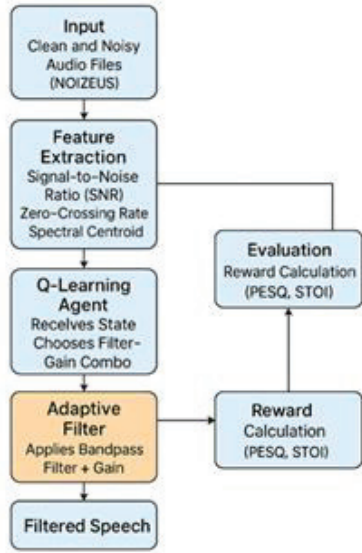 Input
Clean and Noisy
Audio Files
(NOIZEUS)
Feature
Extraction
Signal-to-Noise
Ratio (SNR)
Zero-Crossing Rate
Spectral Centroid
Q-Learning
Agent
Receives State
Chooses Filter-
Gain Combo
Adaptive
Filter
Applies Bandpass
Filter + Gain
Filtered Speech
Evaluation
Reward Calculation
(PESQ, STOI)
Reward
Calculation
(PESQ, STOI)